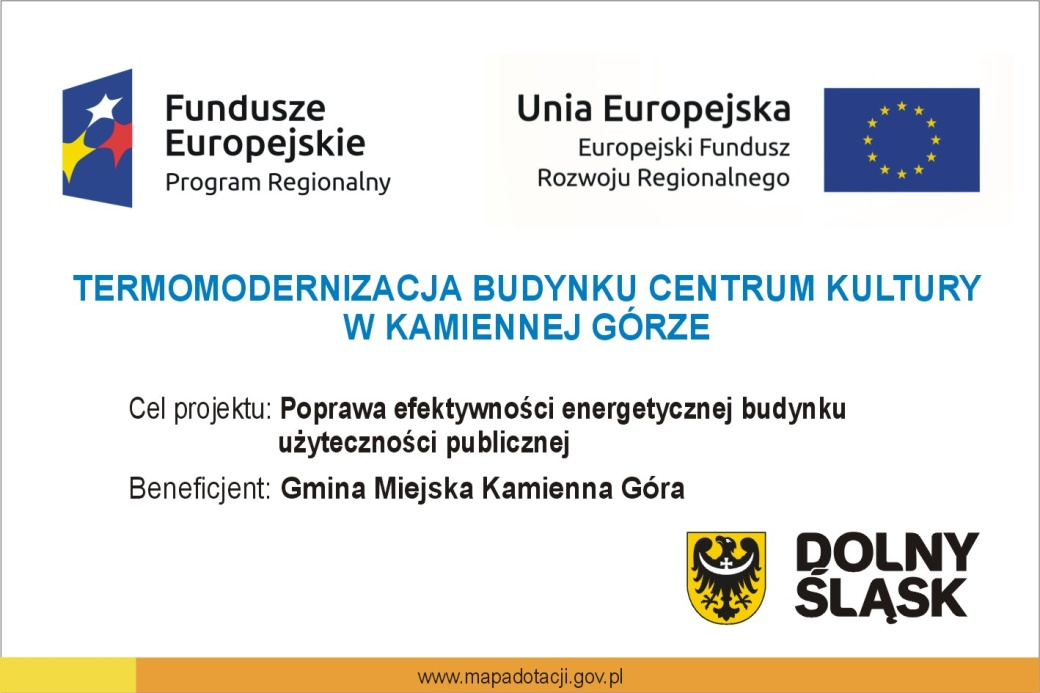 Fundusze
Europejskie
Program Regionalny
Unia Europejska
Europejski Fundusz
Rozwoju Regionalnego
TERMOMODERNIZACJA BUDYNKU CENTRUM KULTURY
W KAMIENNEJ GÓRZE
Cel projektu: Poprawa efektywności energetycznej budynku
użyteczności publicznej
Beneficjent: Gmina Miejska Kamienna Góra
DOLNY
ŚLĄSK
www.mapadotacji.gov.pl